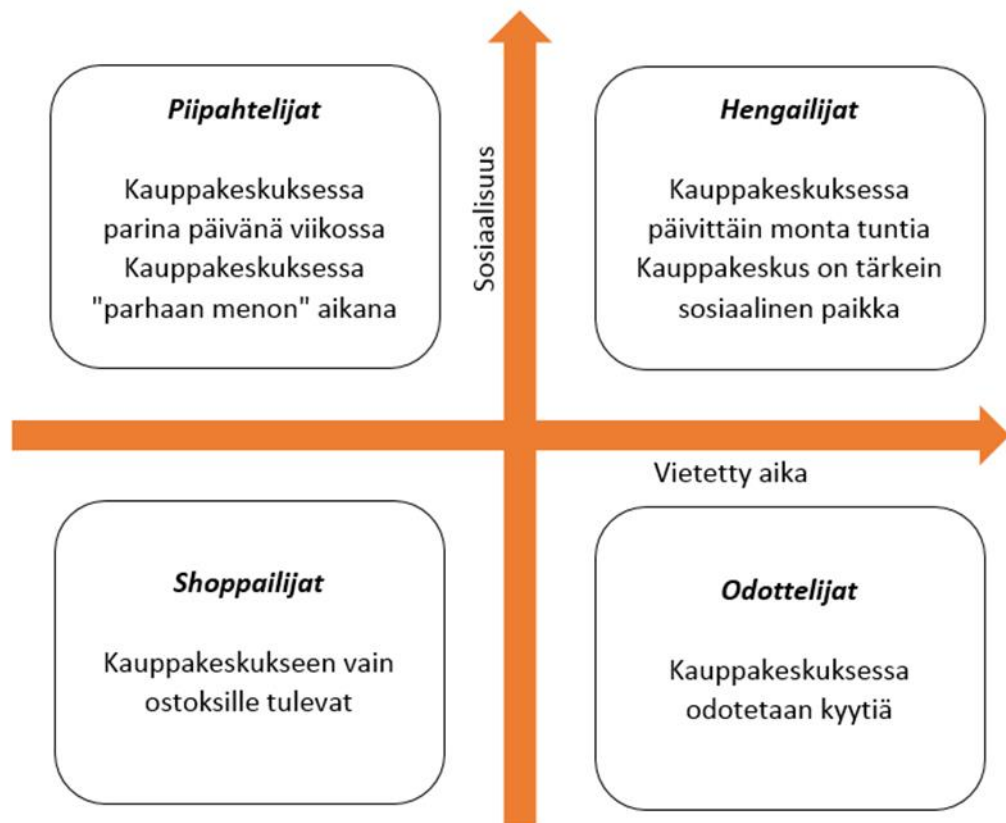 Piipahtelijat
Kauppakeskuksessa
parina päivänä viikossa
Kauppakeskuksessa
"parhaan menon" aikana
Sosiaalisuus
Hengailijat
Kauppakeskuksessa
päivittäin monta tuntia
Kauppakeskus on tärkein
sosiaalinen paikka
Vietetty aika
Shoppailijat
Kauppakeskukseen vain
ostoksille tulevat
Odottelijat
Kauppakeskuksessa
odotetaan kyytiä